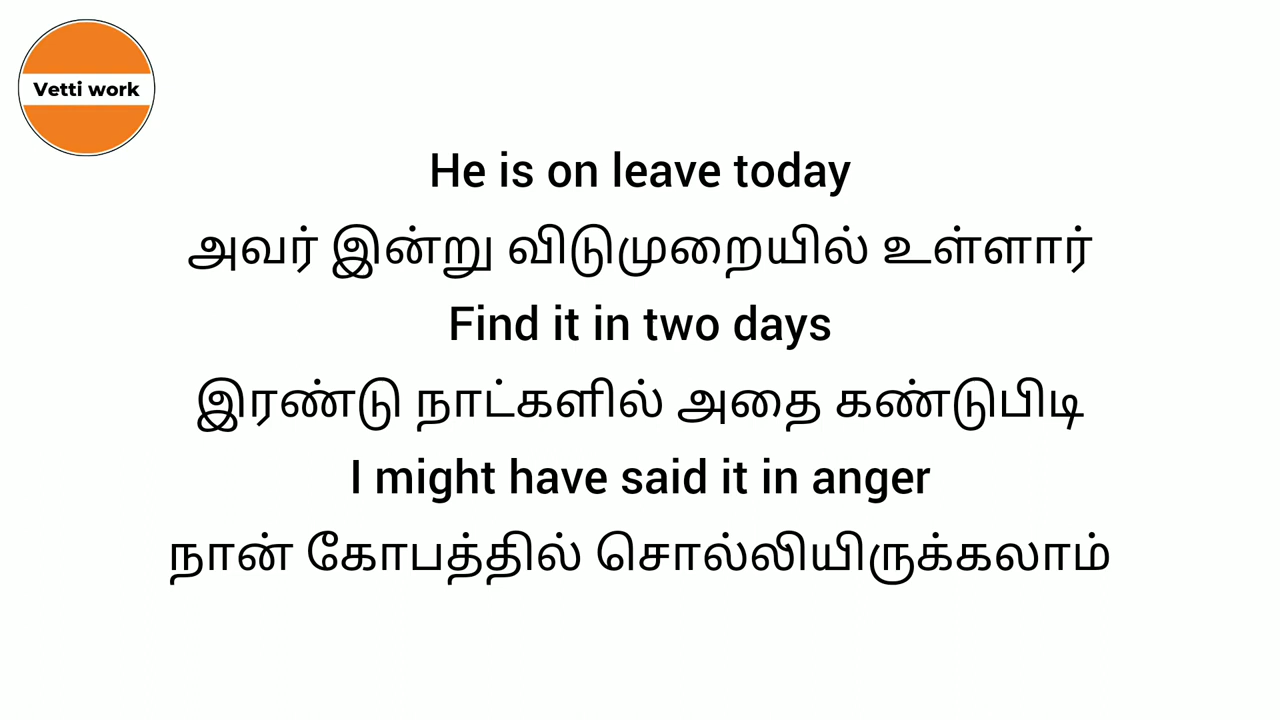 Vetti work
He is on leave today
அவர் இன்று விடுமுறையில் உள்ளார்
Find it in two days
இரண்டு நாட்களில் அதை கண்டுபிடி
I might have said it in anger
நான் கோபத்தில் சொல்லியிருக்கலாம்